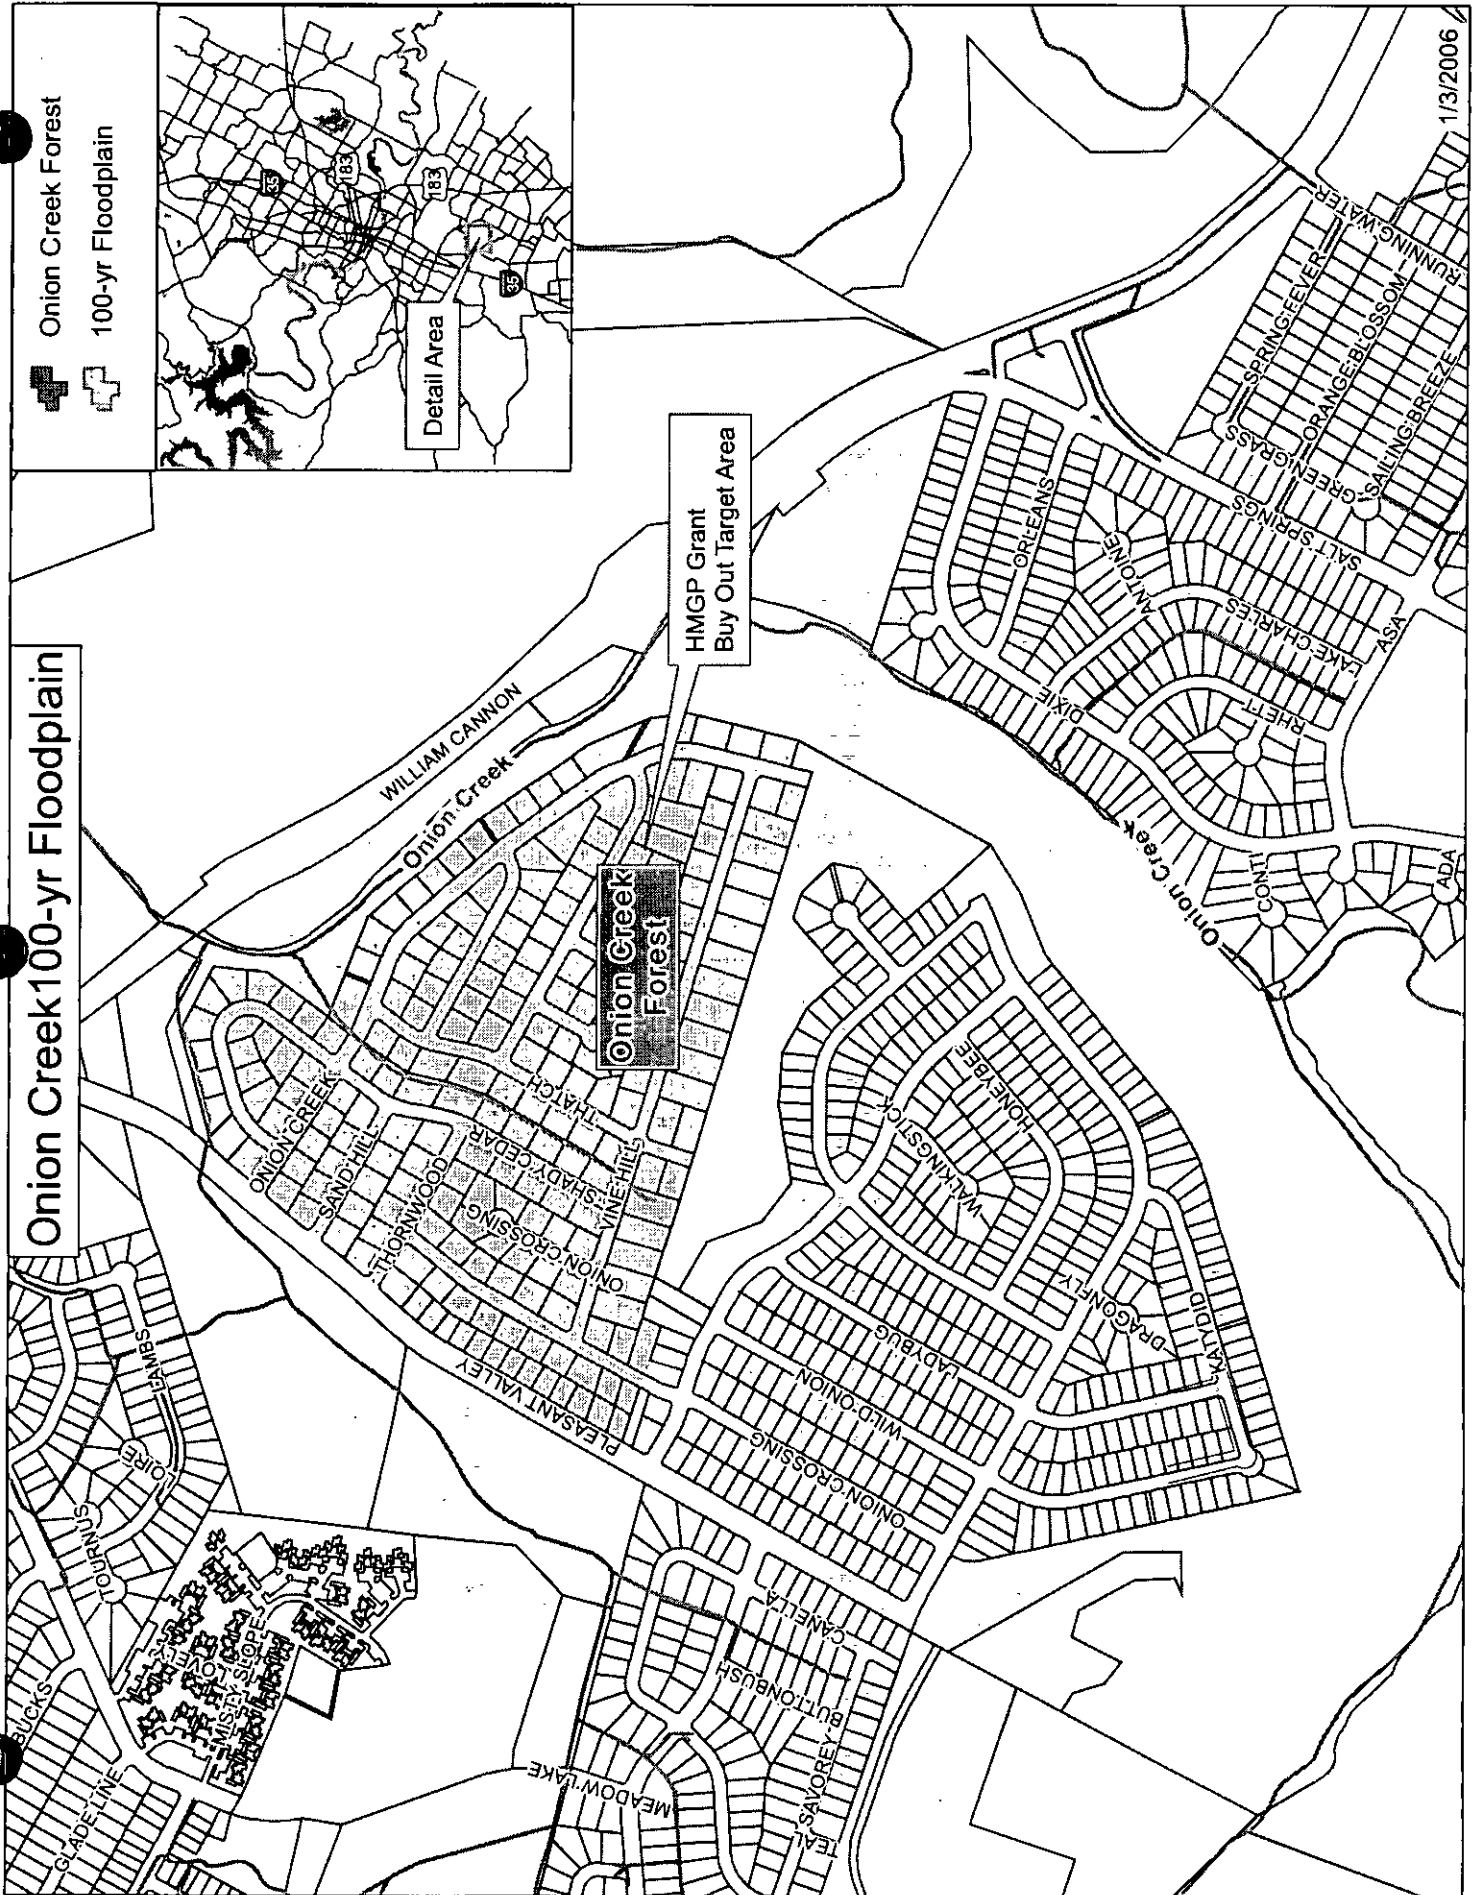 Onion Creek100-yr Floodplain
Onion Creek Forest
100-yr Floodplain
35
183
183
35
Detail Area
HMGP Grant
Buy Out Target Area
Onion Creek
Forest
WILLIAM CANNON
Onion Creek
Onion Creek
ONION CREEK
SAND HILL
THORNWOOD
ONION CROSSING
SHADY CEDAR
THATCH
VINE HILL
PLEASANT VALLEY
LAMBS
LOIRE
TOURNUS
BUCKS
GLADE LINE
MISTY SLOPE
COVEY
MEADOW LAKE
BUTTONBUSH
CANELLA
TEAL
SAVOREY
ONION CROSSING
WILD ONION
LADYBUG
WALKINGSTICK
HONEYBEE
DRAGONFLY
KATYDID
ORLEANS
ANTOINE
DIXIE
LAKE CHARLES
RHETT
ASA
CONTI
ADA
SALT SPRINGS
GREEN GRASS
SPRING FEVER
ORANGE BLOSSOM
SAILING BREEZE
RUNNING WATER
1/3/2006